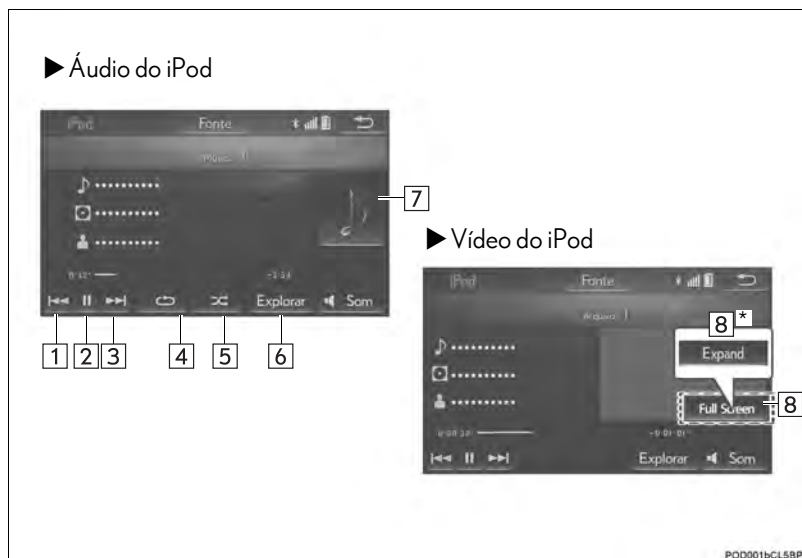 ▶ Áudio do iPod
iPod Fonte
♪ ••••••••••
••••••••••
••••••••••
Explorar Som
1 2 3 4 5 6
7
▶ Vídeo do iPod
iPod Fonte
Arquivo 1
8 *
Expand
♪ ••••••••••
••••••••••
••••••••••
Full Screen 8
Explorar Som
POD001bCL5BP